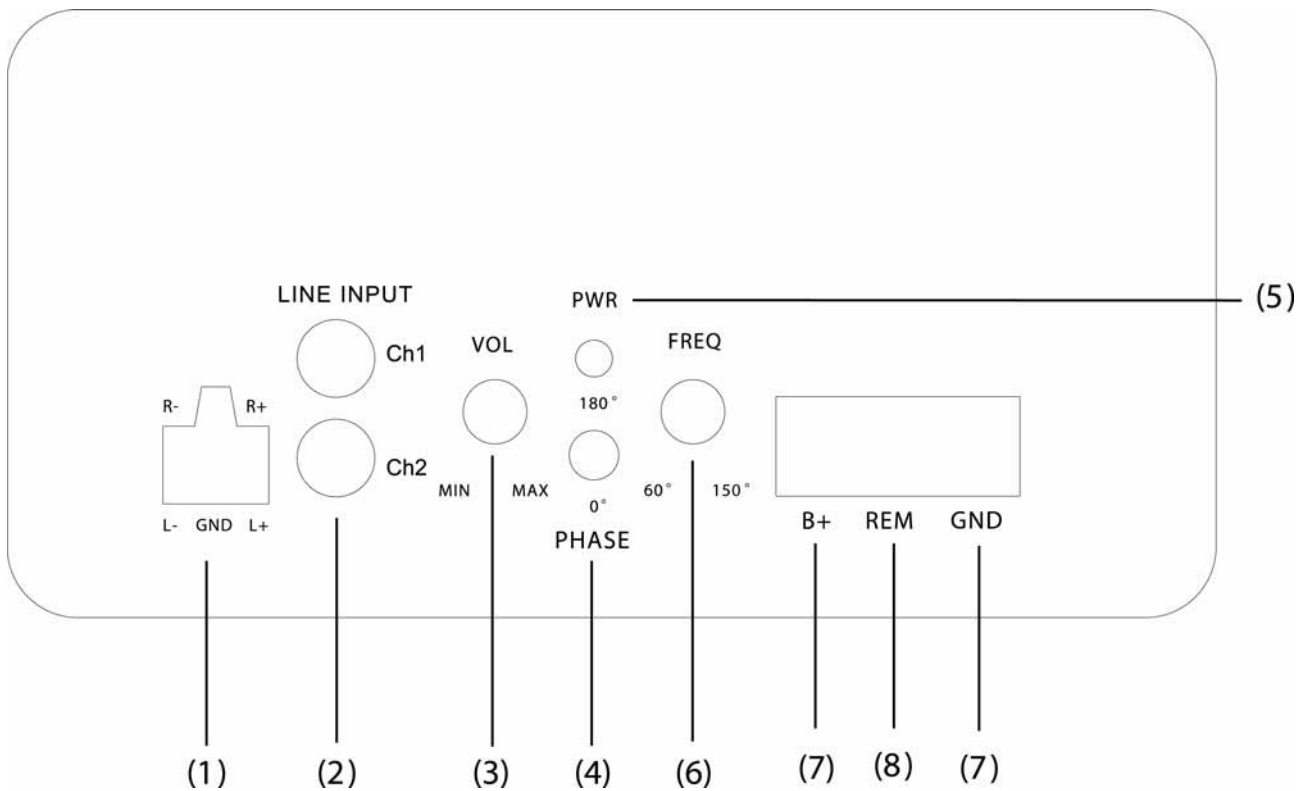 LINE INPUT
PWR
(5)
Ch1
VOL
FREQ
R-
R+
180°
Ch2
MIN
MAX
0°
60°
150°
L-
GND
L+
PHASE
B+
REM
GND
(1)
(2)
(3)
(4)
(6)
(7)
(8)
(7)